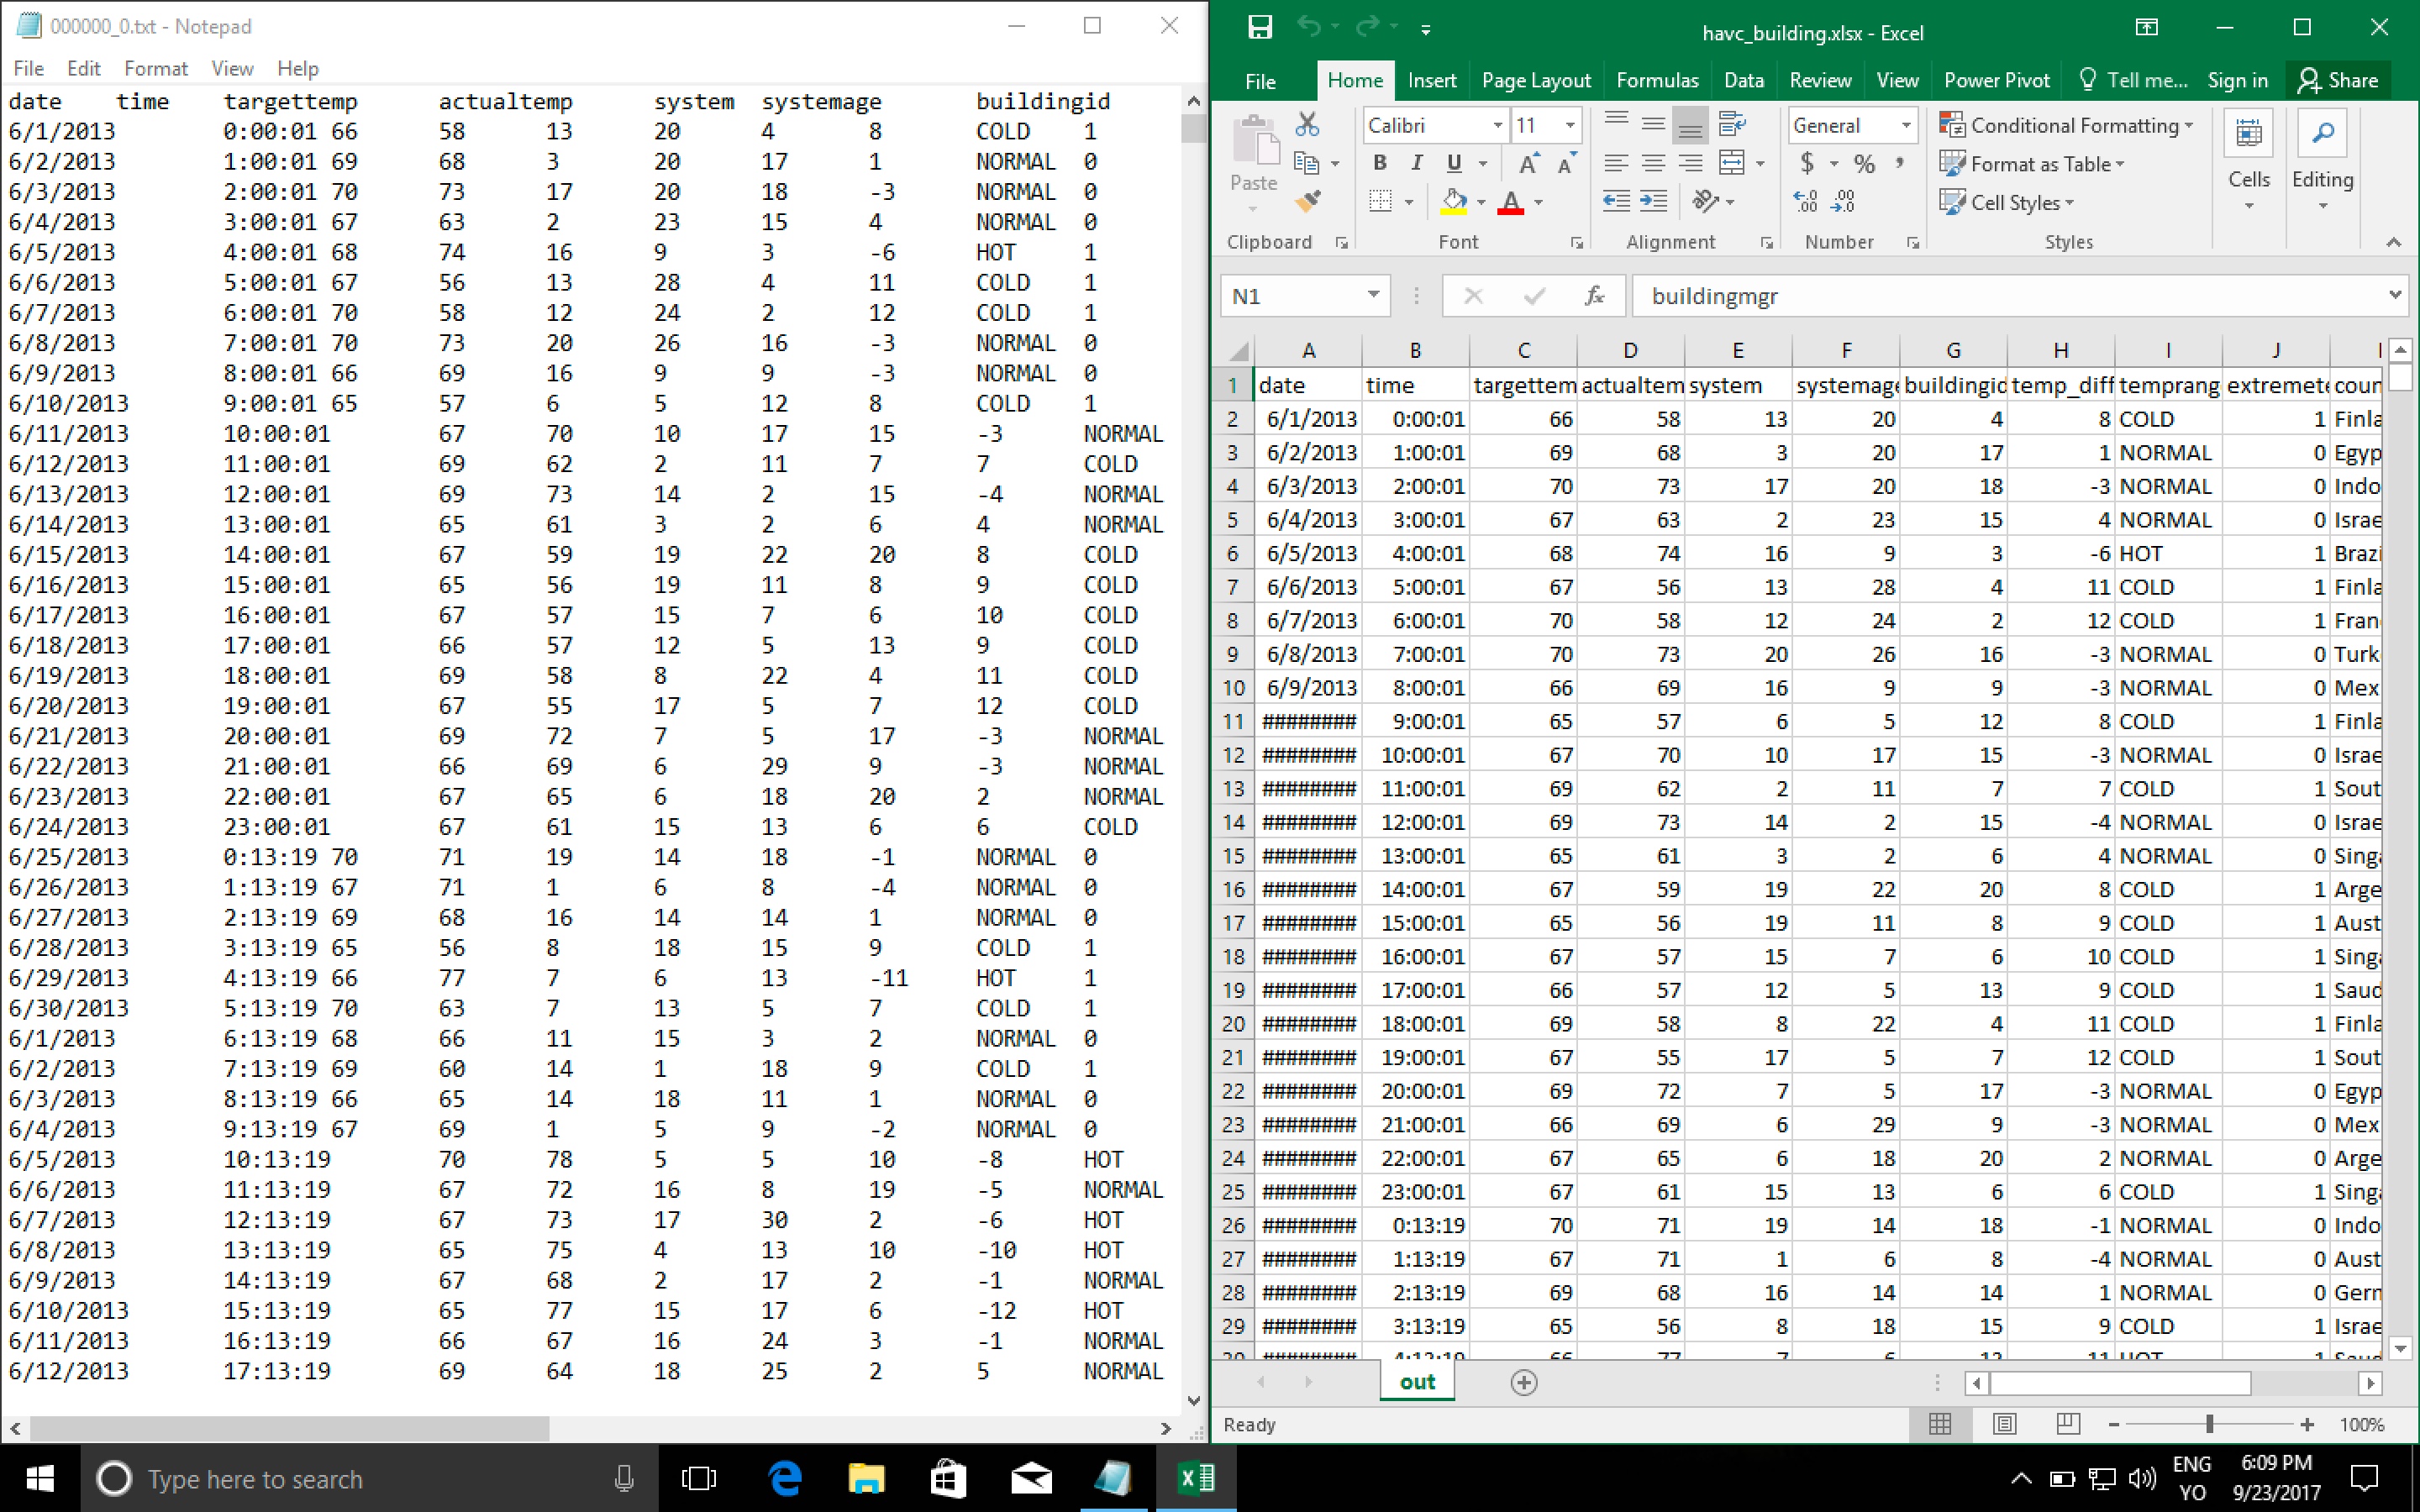 000000_0.txt - Notepad
File Edit Format View Help
date time targettemp actualtemp system systemage buildingid
6/1/2013 0:00:01 66 58 13 20 4 8 COLD 1
6/2/2013 1:00:01 69 68 3 20 17 1 NORMAL 0
6/3/2013 2:00:01 70 73 17 20 18 -3 NORMAL 0
6/4/2013 3:00:01 67 63 2 23 15 4 NORMAL 0
6/5/2013 4:00:01 68 74 16 9 3 -6 HOT 1
6/6/2013 5:00:01 67 56 13 28 4 11 COLD 1
6/7/2013 6:00:01 70 58 12 24 2 12 COLD 1
6/8/2013 7:00:01 70 73 20 26 16 -3 NORMAL 0
6/9/2013 8:00:01 66 69 16 9 9 -3 NORMAL 0
6/10/2013 9:00:01 65 57 6 5 12 8 COLD 1
6/11/2013 10:00:01 67 70 10 17 15 -3 NORMAL
6/12/2013 11:00:01 69 62 2 11 7 7 COLD
6/13/2013 12:00:01 69 73 14 2 15 -4 NORMAL
6/14/2013 13:00:01 65 61 3 2 6 4 NORMAL
6/15/2013 14:00:01 67 59 19 22 20 8 COLD
6/16/2013 15:00:01 65 56 19 11 8 9 COLD
6/17/2013 16:00:01 67 57 15 7 6 10 COLD
6/18/2013 17:00:01 66 57 12 5 13 9 COLD
6/19/2013 18:00:01 69 58 8 22 4 11 COLD
6/20/2013 19:00:01 67 55 17 5 7 12 COLD
6/21/2013 20:00:01 69 72 7 5 17 -3 NORMAL
6/22/2013 21:00:01 66 69 6 29 9 -3 NORMAL
6/23/2013 22:00:01 67 65 6 18 20 2 NORMAL
6/24/2013 23:00:01 67 61 15 13 6 6 COLD
6/25/2013 0:13:19 70 71 19 14 18 -1 NORMAL 0
6/26/2013 1:13:19 67 71 1 6 8 -4 NORMAL 0
6/27/2013 2:13:19 69 68 16 14 14 1 NORMAL 0
6/28/2013 3:13:19 65 56 8 18 15 9 COLD 1
6/29/2013 4:13:19 66 77 7 6 13 -11 HOT 1
6/30/2013 5:13:19 70 63 7 13 5 7 COLD 1
6/1/2013 6:13:19 68 66 11 15 3 2 NORMAL 0
6/2/2013 7:13:19 69 60 14 1 18 9 COLD 1
6/3/2013 8:13:19 66 65 14 18 11 1 NORMAL 0
6/4/2013 9:13:19 67 69 1 5 9 -2 NORMAL 0
6/5/2013 10:13:19 70 78 5 5 10 -8 HOT
6/6/2013 11:13:19 67 72 16 8 19 -5 NORMAL
6/7/2013 12:13:19 67 73 17 30 2 -6 HOT
6/8/2013 13:13:19 65 75 4 13 10 -10 HOT
6/9/2013 14:13:19 67 68 2 17 2 -1 NORMAL
6/10/2013 15:13:19 65 77 15 17 6 -12 HOT
6/11/2013 16:13:19 66 67 16 24 3 -1 NORMAL
6/12/2013 17:13:19 69 64 18 25 2 5 NORMAL
havc_building.xlsx - Excel
File Home Insert Page Layout Formulas Data Review View Power Pivot Tell me... Sign in Share
Paste Calibri 11 General Conditional Formatting
B I U A A $ % , Format as Table Cells Editing
A .0 .00 Cell Styles
Clipboard Font Alignment Number Styles
N1 fx buildingmgr
A B C D E F G H I J
1 date time targettem actualtem system systemage buildingid temp_diff temprang extremete coun
2 6/1/2013 0:00:01 66 58 13 20 4 8 COLD 1 Finla
3 6/2/2013 1:00:01 69 68 3 20 17 1 NORMAL 0 Egyp
4 6/3/2013 2:00:01 70 73 17 20 18 -3 NORMAL 0 Indo
5 6/4/2013 3:00:01 67 63 2 23 15 4 NORMAL 0 Israe
6 6/5/2013 4:00:01 68 74 16 9 3 -6 HOT 1 Brazi
7 6/6/2013 5:00:01 67 56 13 28 4 11 COLD 1 Finla
8 6/7/2013 6:00:01 70 58 12 24 2 12 COLD 1 Fran
9 6/8/2013 7:00:01 70 73 20 26 16 -3 NORMAL 0 Turk
10 6/9/2013 8:00:01 66 69 16 9 9 -3 NORMAL 0 Mex
11 ######## 9:00:01 65 57 6 5 12 8 COLD 1 Finla
12 ######## 10:00:01 67 70 10 17 15 -3 NORMAL 0 Israe
13 ######## 11:00:01 69 62 2 11 7 7 COLD 1 Sout
14 ######## 12:00:01 69 73 14 2 15 -4 NORMAL 0 Israe
15 ######## 13:00:01 65 61 3 2 6 4 NORMAL 0 Sing
16 ######## 14:00:01 67 59 19 22 20 8 COLD 1 Arge
17 ######## 15:00:01 65 56 19 11 8 9 COLD 1 Aust
18 ######## 16:00:01 67 57 15 7 6 10 COLD 1 Sing
19 ######## 17:00:01 66 57 12 5 13 9 COLD 1 Saud
20 ######## 18:00:01 69 58 8 22 4 11 COLD 1 Finla
21 ######## 19:00:01 67 55 17 5 7 12 COLD 1 Sout
22 ######## 20:00:01 69 72 7 5 17 -3 NORMAL 0 Egyp
23 ######## 21:00:01 66 69 6 29 9 -3 NORMAL 0 Mex
24 ######## 22:00:01 67 65 6 18 20 2 NORMAL 0 Arge
25 ######## 23:00:01 67 61 15 13 6 6 COLD 1 Sing
26 ######## 0:13:19 70 71 19 14 18 -1 NORMAL 0 Indo
27 ######## 1:13:19 67 71 1 6 8 -4 NORMAL 0 Aust
28 ######## 2:13:19 69 68 16 14 14 1 NORMAL 0 Germ
29 ######## 3:13:19 65 56 8 18 15 9 COLD 1 Israe
out
Ready 100%
Type here to search ENG 6:09 PM
YO 9/23/2017